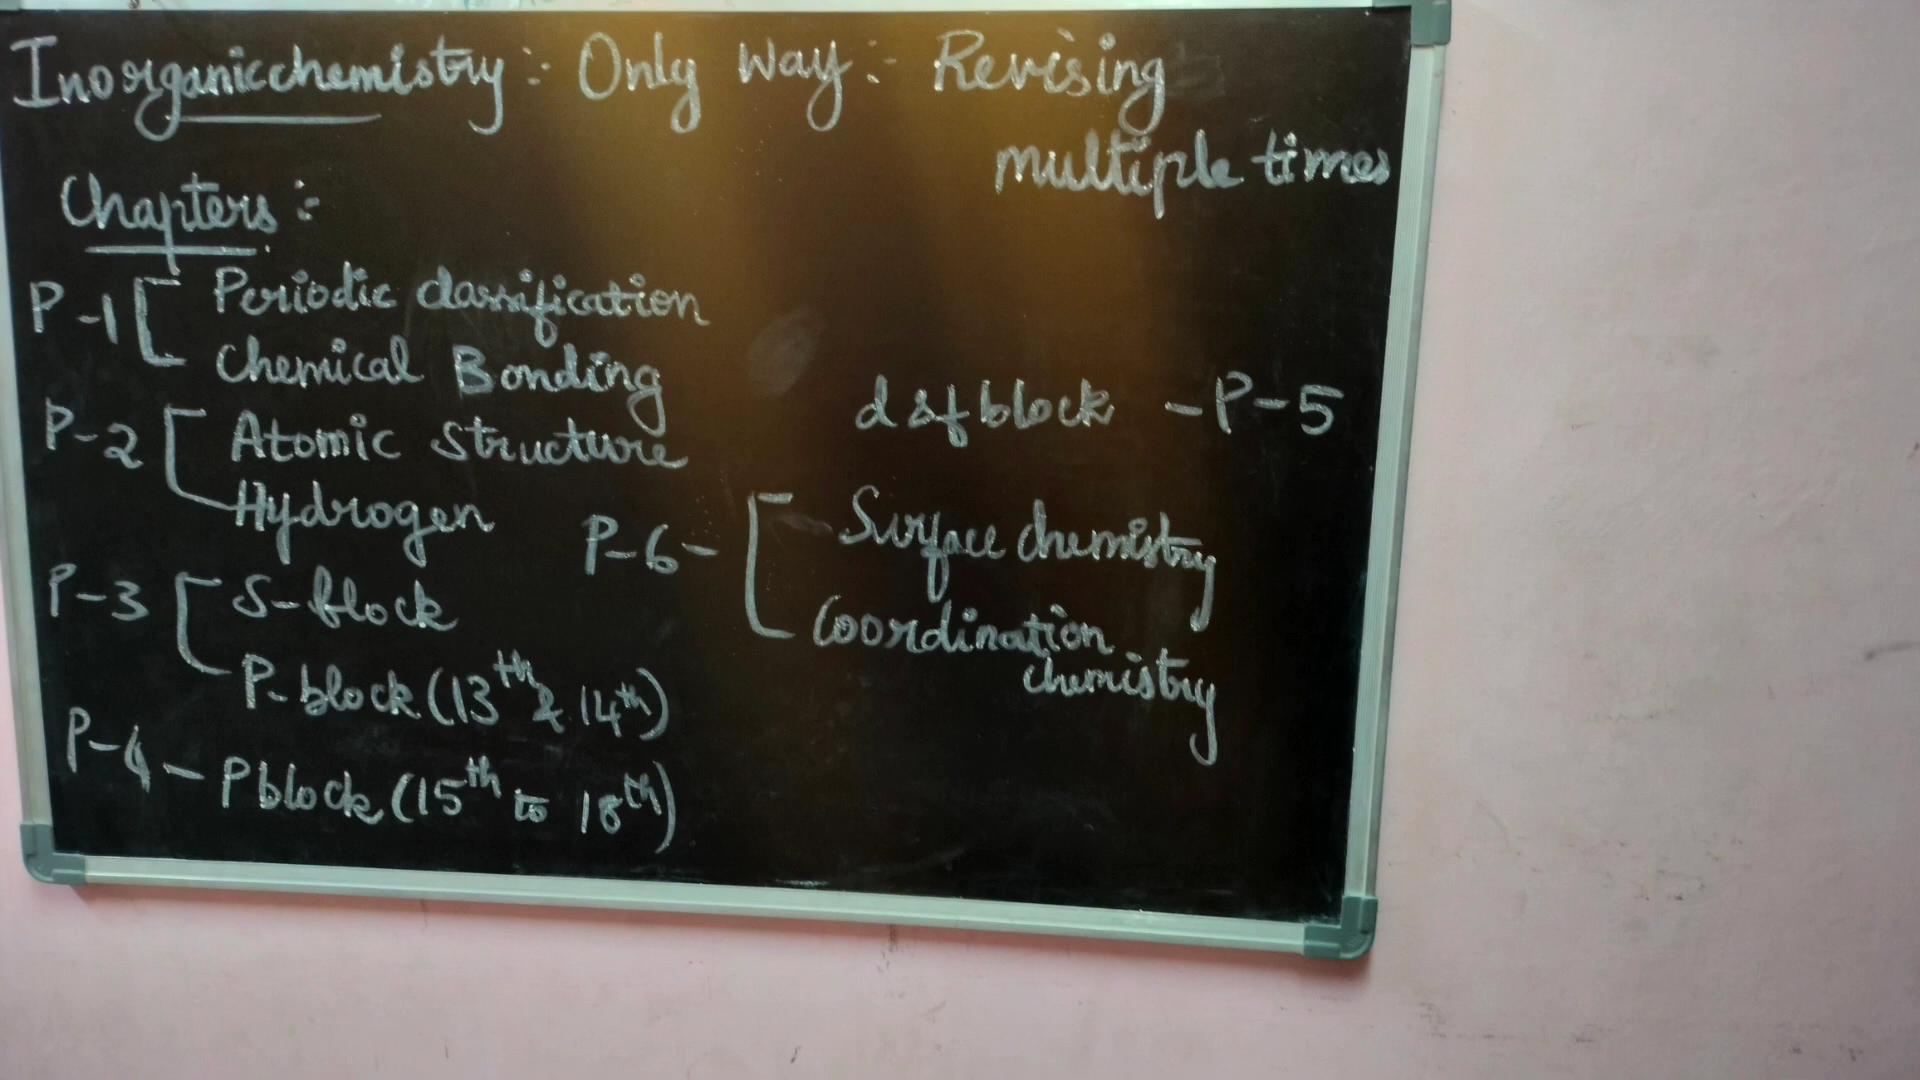 Inorganicchemistry :- Only way :- Revising
multiple times
Chapters :-
P-1 [ Periodic classification
Chemical Bonding
P-2 [ Atomic structure
Hydrogen
P-3 [ S-block
P-block (13th & 14th)
P-4 - P block (15th to 18th)
d & f block - P-5
P-6 - [ Surface chemistry
Coordination
chemistry